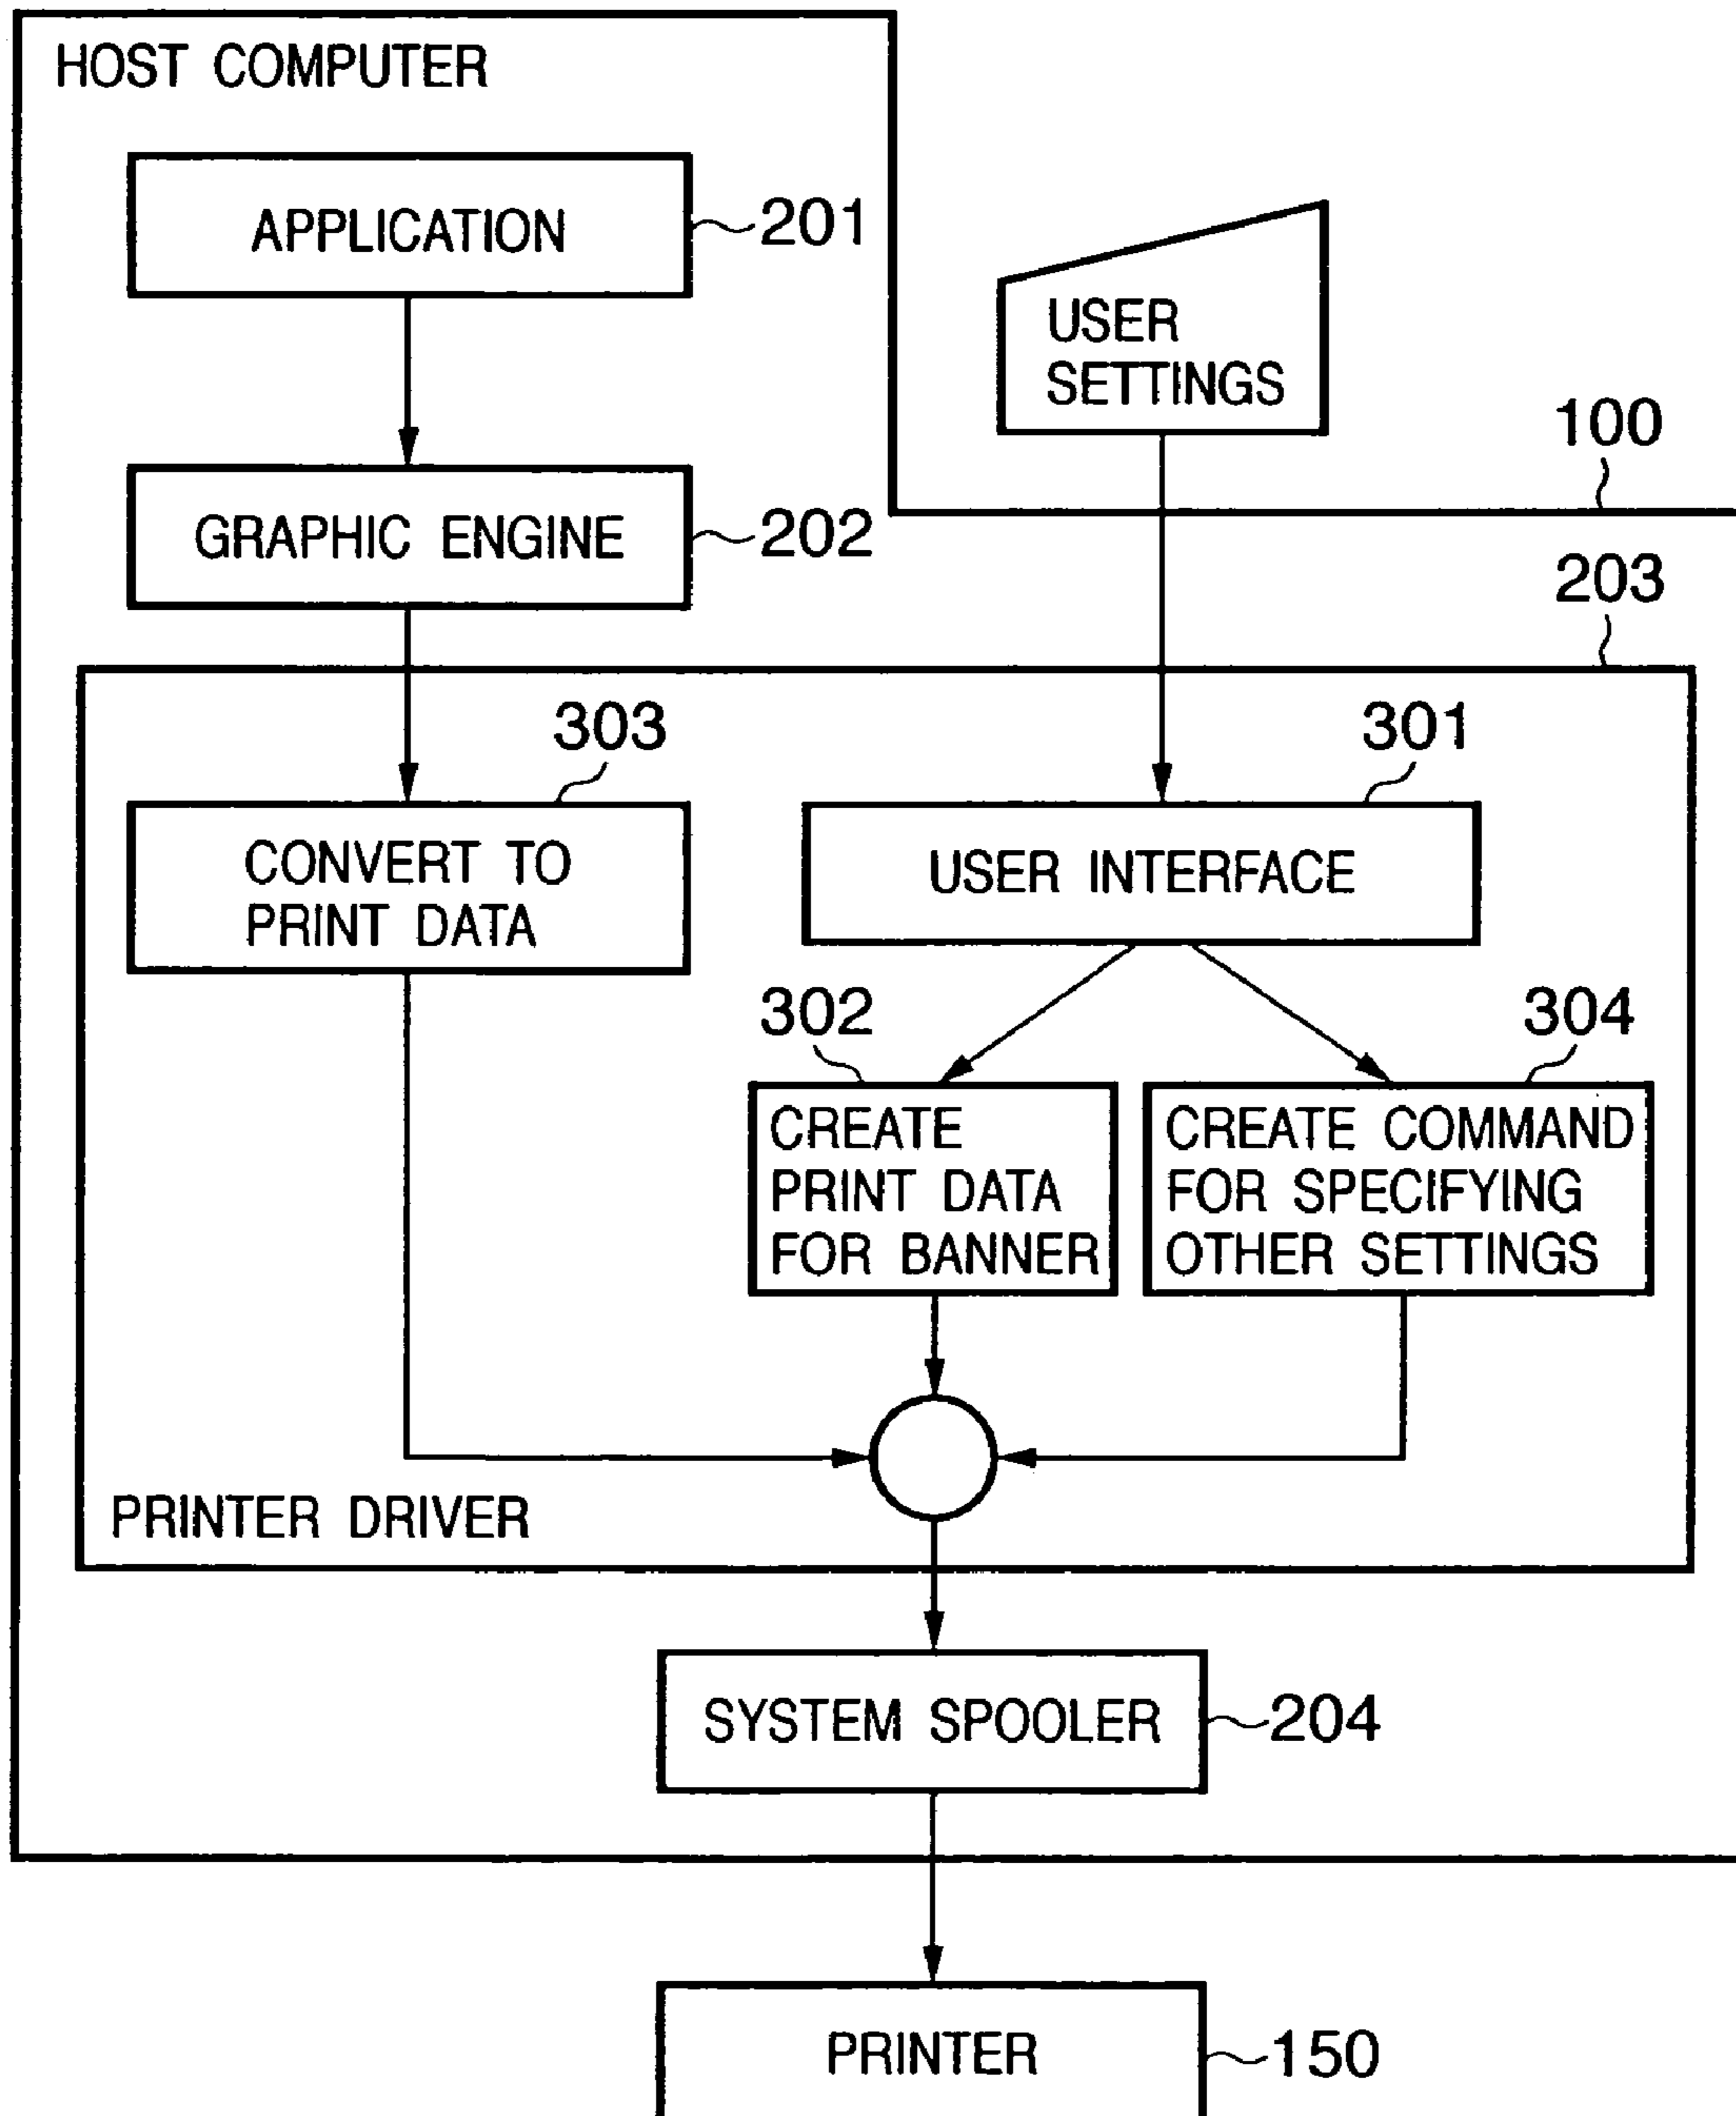 HOST COMPUTER
APPLICATION
201
USER
SETTINGS
100
GRAPHIC ENGINE
202
203
303
301
CONVERT TO
PRINT DATA
USER INTERFACE
302
304
CREATE
PRINT DATA
FOR BANNER
CREATE COMMAND
FOR SPECIFYING
OTHER SETTINGS
PRINTER DRIVER
SYSTEM SPOOLER
204
PRINTER
150